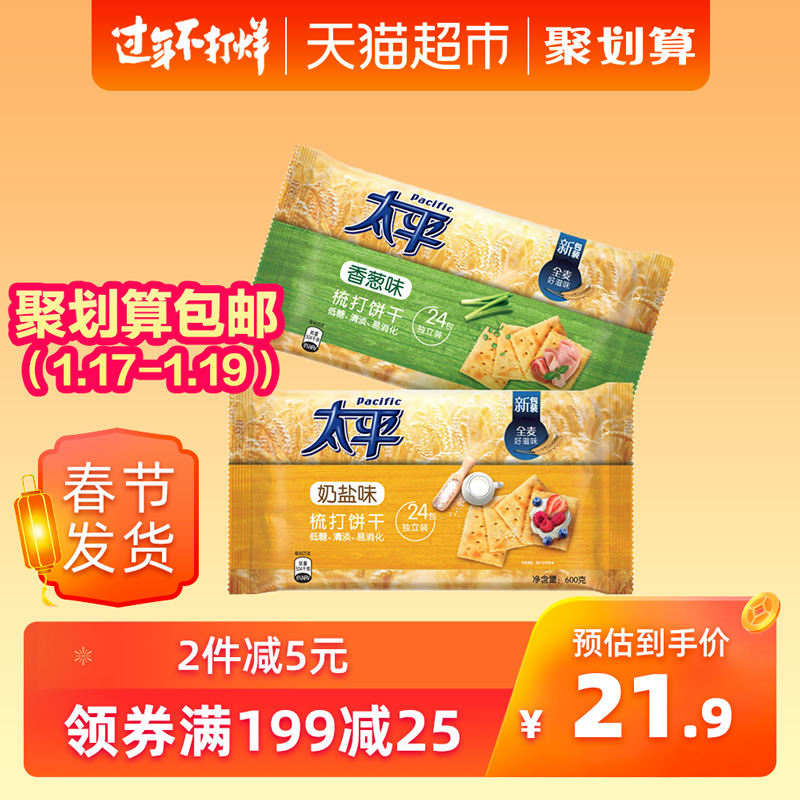 过年不打烊 天猫超市 聚划算
Pacific
太平
新包装
全麦
好滋味
香葱味
梳打饼干
低糖、清淡、易消化
24包
独立装
聚划算包邮
(1.17-1.19)
Pacific
太平
新包装
全麦
好滋味
奶盐味
梳打饼干
低糖、清淡、易消化
24包
独立装
净含量：600克
春节
发货
2件减5元
领券满199减25
预估到手价
¥21.9